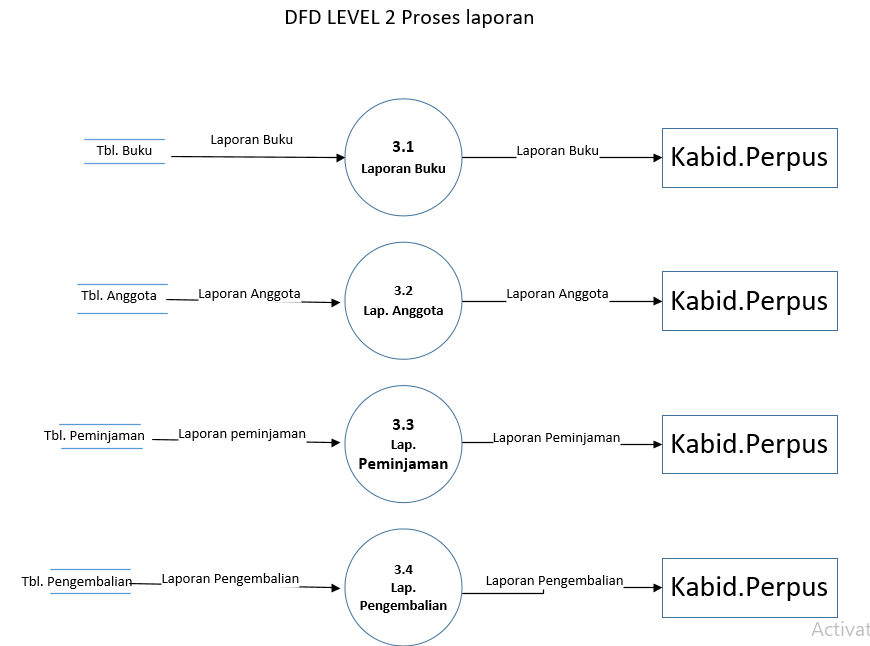 DFD LEVEL 2 Proses laporan
Tbl. Buku
Laporan Buku
3.1
Laporan Buku
Laporan Buku
Kabid.Perpus
Tbl. Anggota
Laporan Anggota
3.2
Lap. Anggota
Laporan Anggota
Kabid.Perpus
Tbl. Peminjaman
Laporan peminjaman
3.3
Lap.
Peminjaman
Laporan Peminjaman
Kabid.Perpus
Tbl. Pengembalian
Laporan Pengembalian
3.4
Lap.
Pengembalian
Laporan Pengembalian
Kabid.Perpus
Activat